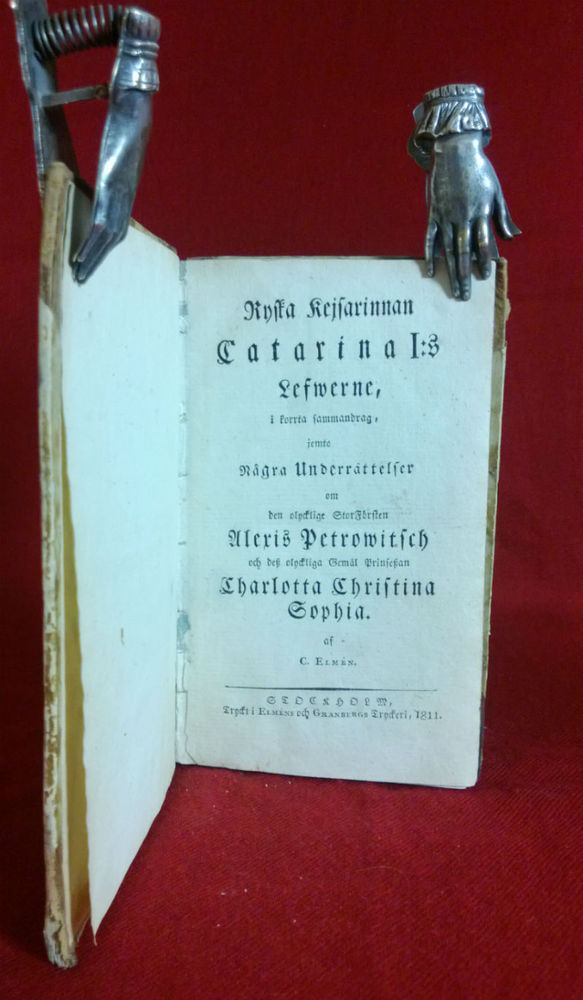 Ryska Kejsarinnan
Catarina I:s
Lefwerne,
i korrta sammandrag,
jemte
Några Underrättelser
om
den olycklige StorFörsten
Alexis Petrowitsch
och deß olyckliga Gemål Prinseßan
Charlotta Christina
Sophia.
af
C. ELMÉN.
STOCKHOLM,
Tryckt i ELMÉNS och GRANBERGS Tryckeri, 1811.